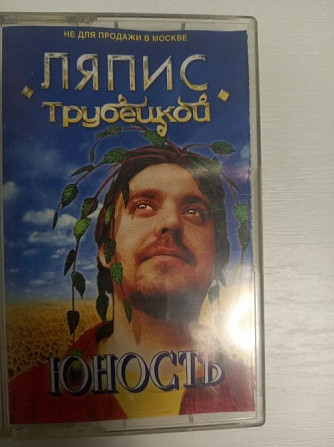 НЕ ДЛЯ ПРОДАЖИ В МОСКВЕ
ЛЯПИС
Трубецкой
ЮНОСТЬ